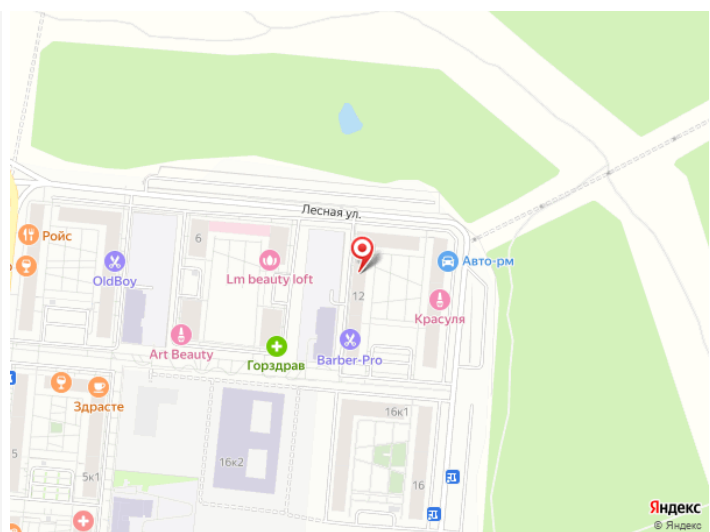 Лесная ул.
Ройс
6
OldBoy
Lm beauty loft
Авто-рм
12
Красуля
Art Beauty
Горздрав
Barber-Pro
Здрасте
16к1
5
5к1
16к2
16
Яндекс
© Яндекс